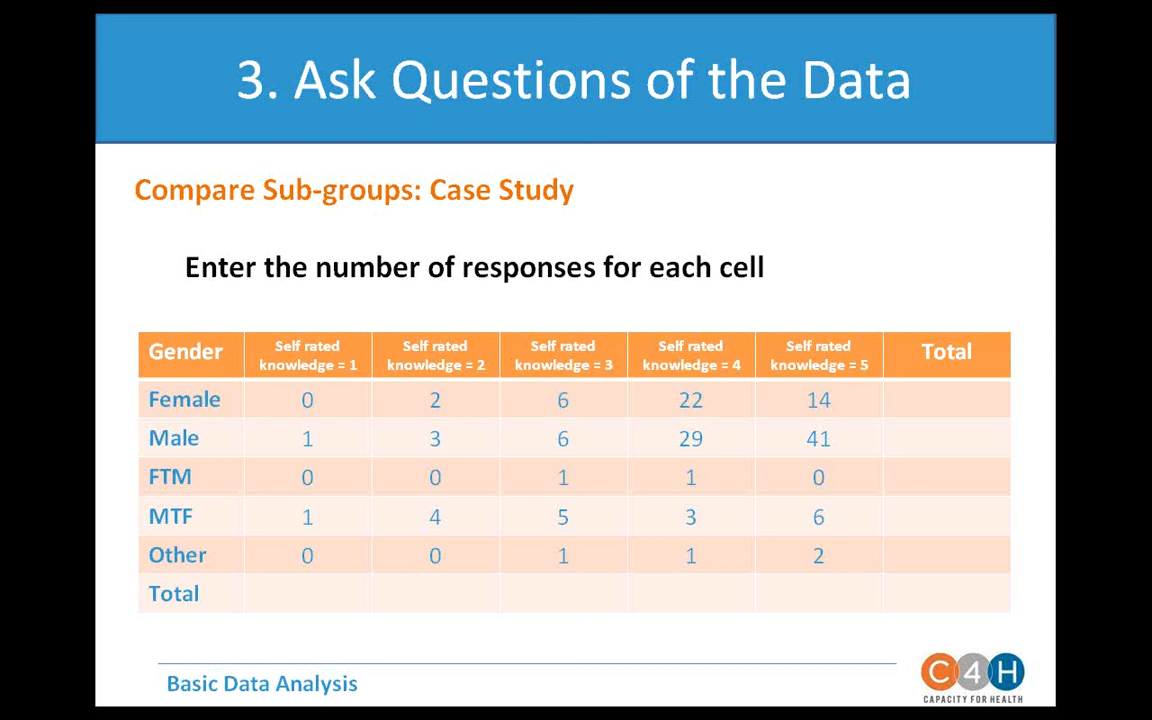 3. Ask Questions of the Data
Compare Sub-groups: Case Study
Enter the number of responses for each cell
Gender Self rated knowledge = 1 Self rated knowledge = 2 Self rated knowledge = 3 Self rated knowledge = 4 Self rated knowledge = 5 Total
Female 0 2 6 22 14
Male 1 3 6 29 41
FTM 0 0 1 1 0
MTF 1 4 5 3 6
Other 0 0 1 1 2
Total
Basic Data Analysis
C4H
CAPACITY FOR HEALTH